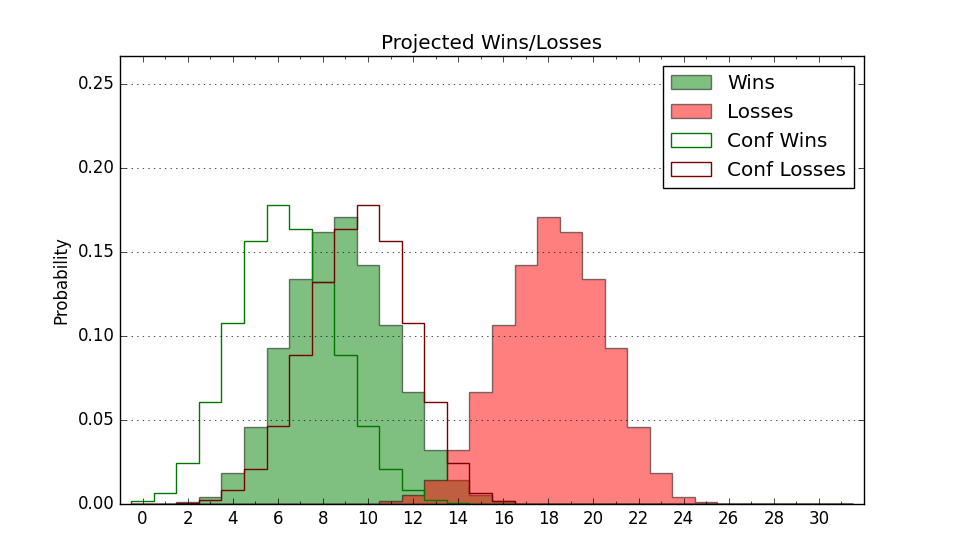 Projected Wins/Losses
Wins
Losses
Conf Wins
Conf Losses
Probability
0.25
0.20
0.15
0.10
0.05
0.00
0 2 4 6 8 10 12 14 16 18 20 22 24 26 28 30